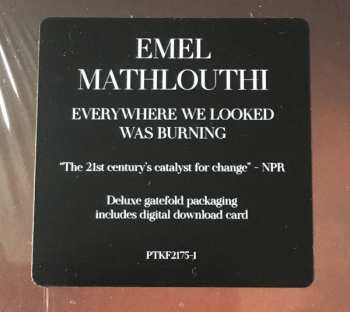 EMEL
MATHLOUTHI
EVERYWHERE WE LOOKED
WAS BURNING
“The 21st century’s catalyst for change” - NPR
Deluxe gatefold packaging
includes digital download card
PTKF2175-1